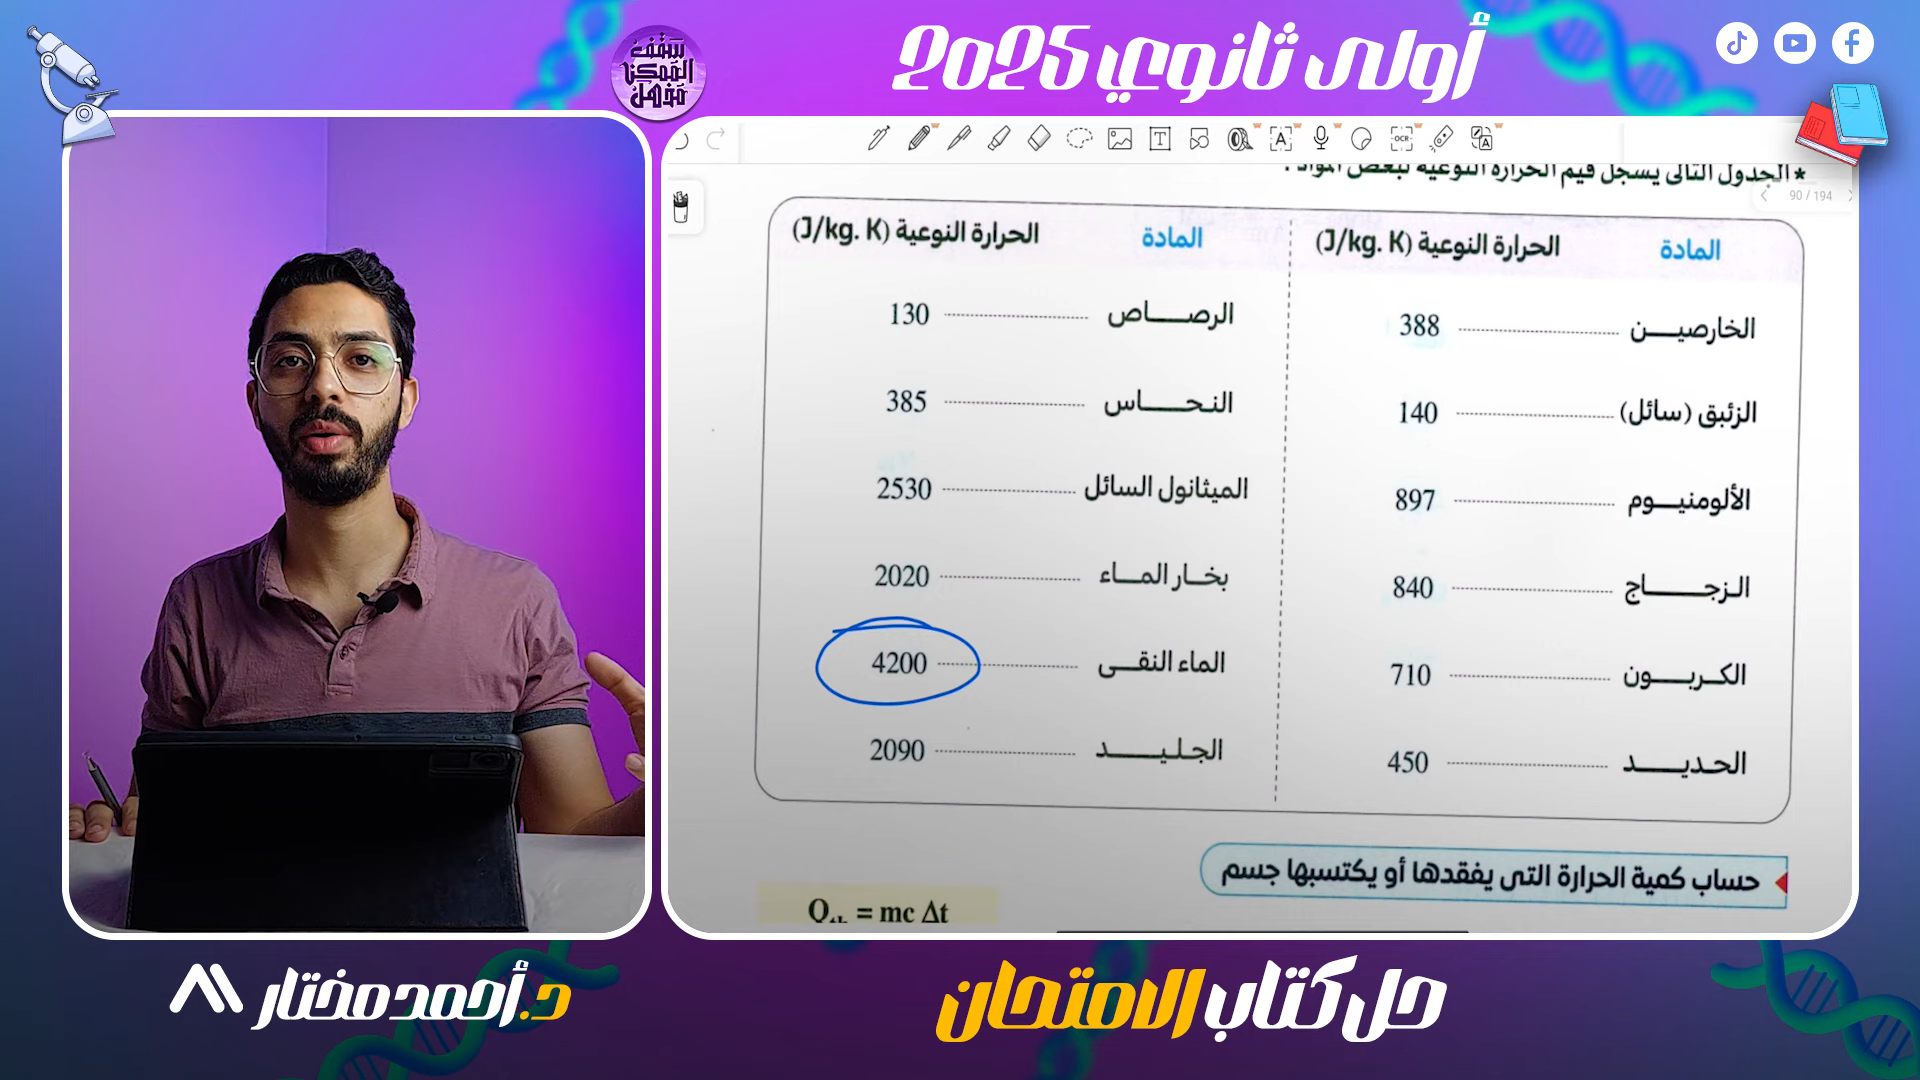 أولى ثانوي 2025
سقف
الممكن
مذهل
* الجدول التالى يسجل قيم الحرارة النوعية لبعض المواد :
90 / 194
المادة الحرارة النوعية (J/kg. K) المادة الحرارة النوعية (J/kg. K)
الخارصين 388 الرصاص 130
الزئبق (سائل) 140 النحاس 385
الألومنيوم 897 الميثانول السائل 2530
الزجاج 840 بخار الماء 2020
الكربون 710 الماء النقى 4200
الحديد 450 الجليد 2090
حساب كمية الحرارة التى يفقدها أو يكتسبها جسم
Qth = mc Δt
حل كتاب الامتحان
د.أحمد مختار